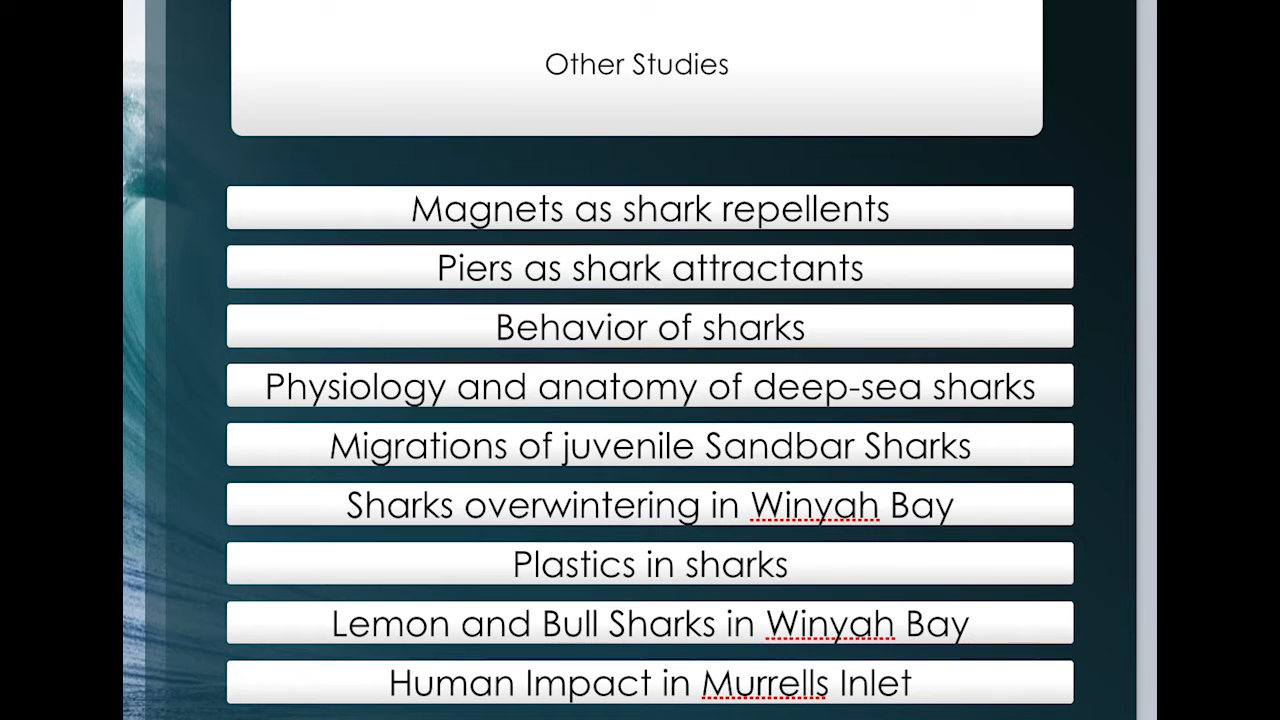 Other Studies
Magnets as shark repellents
Piers as shark attractants
Behavior of sharks
Physiology and anatomy of deep-sea sharks
Migrations of juvenile Sandbar Sharks
Sharks overwintering in Winyah Bay
Plastics in sharks
Lemon and Bull Sharks in Winyah Bay
Human Impact in Murrells Inlet